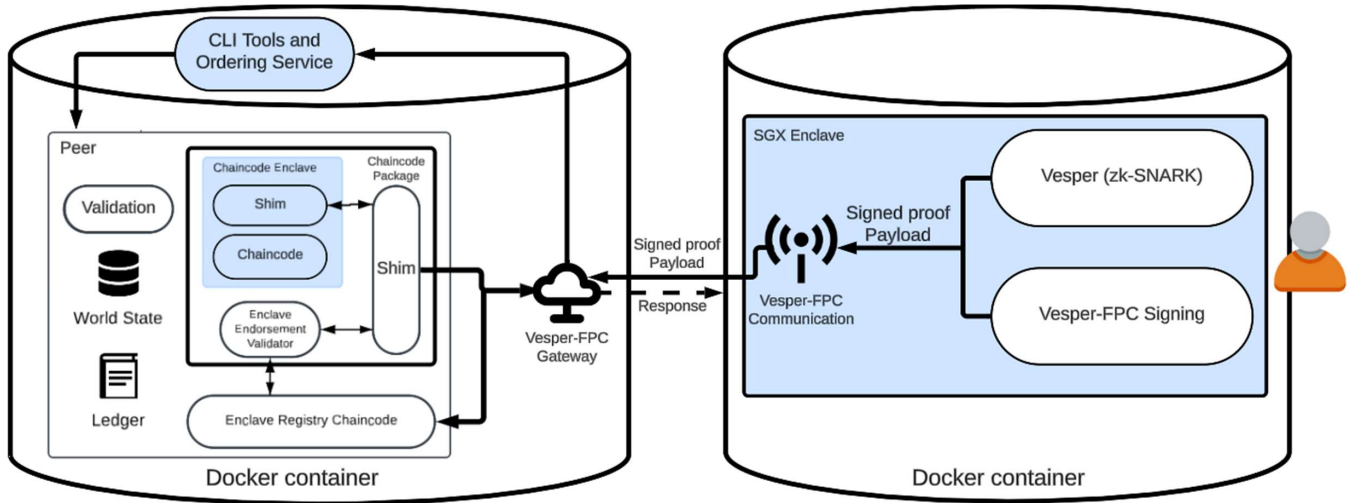 CLI Tools and
Ordering Service
Peer
Validation
World State
Ledger
Chaincode Enclave
Shim
Chaincode
Chaincode
Package
Shim
Enclave
Endorsement
Validator
Enclave Registry Chaincode
Docker container
Vesper-FPC
Gateway
Signed proof
Payload
Response
SGX Enclave
Vesper-FPC
Communication
Signed proof
Payload
Vesper (zk-SNARK)
Vesper-FPC Signing
Docker container